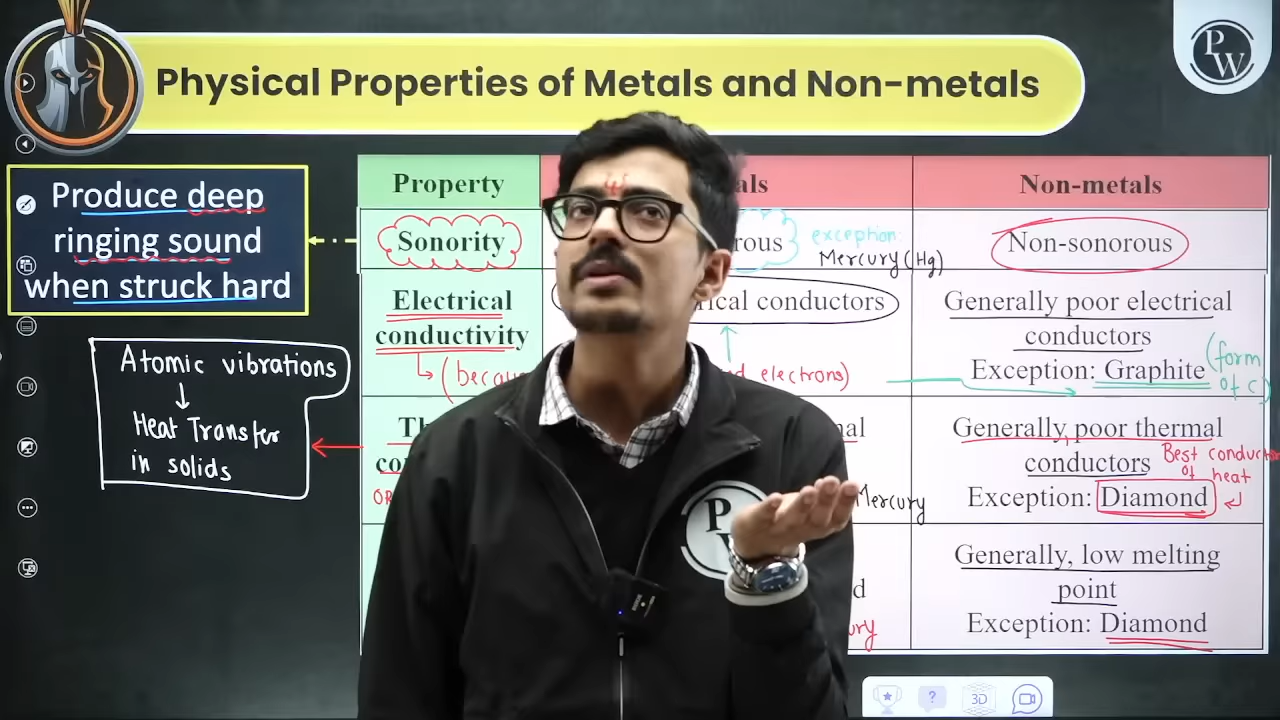 Physical Properties of Metals and Non-metals
P
W
Produce deep
ringing sound
when struck hard
Property
Non-metals
Sonority
exception:
Mercury (Hg)
Non-sonorous
Electrical
conductivity
conductors
Generally poor electrical
conductors
Exception: Graphite
(form
of C)
electrons)
Atomic vibrations
↓
Heat Transfer
in solids
Generally, poor thermal
conductors
Exception: Diamond
Best conductor
of heat
Mercury
Generally, low melting
point
Exception: Diamond
P
W
?
3D